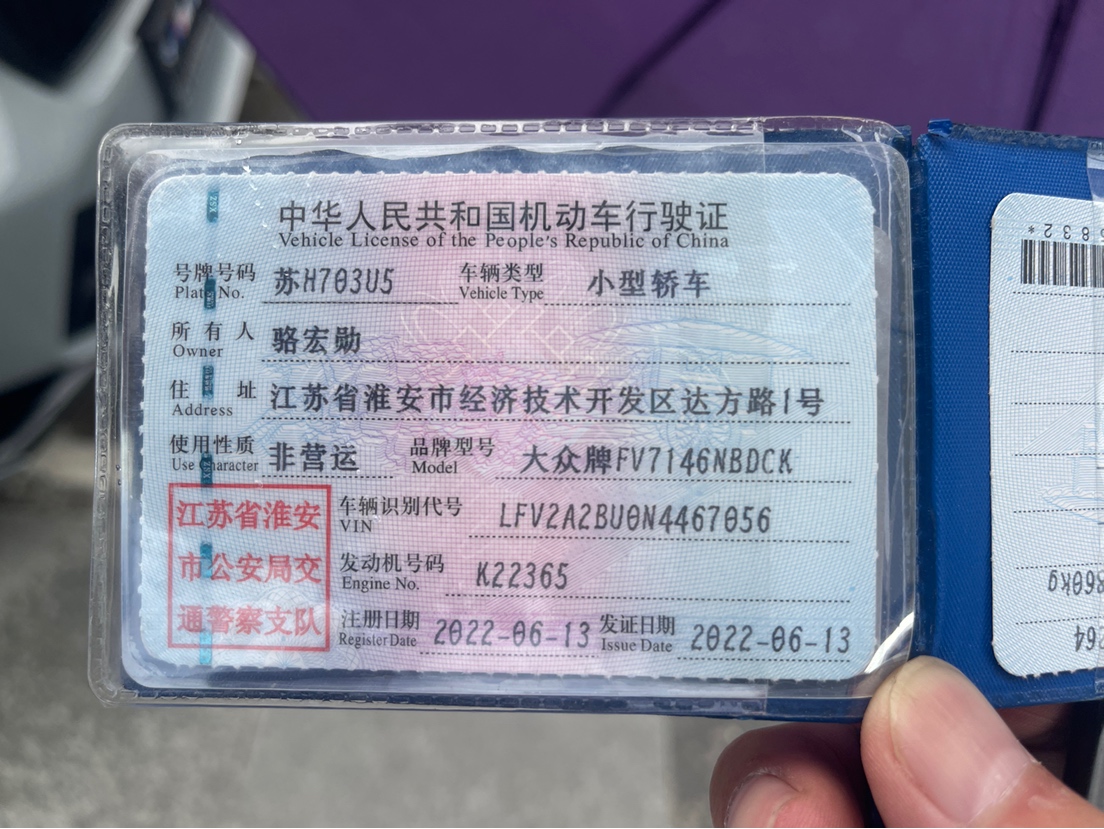 中华人民共和国机动车行驶证
Vehicle License of the People's Republic of China
号牌号码 苏H703U5 车辆类型 小型轿车
Plate No. Vehicle Type
所有人 骆宏勋
Owner
住址 江苏省淮安市经济技术开发区达方路1号
Address
使用性质 非营运 品牌型号 大众牌FV7146NBDCK
Use Character Model
江苏省淮安
市公安局交
通警察支队
车辆识别代号 LFV2A2BU0N4467056
VIN
发动机号码 K22365
Engine No.
注册日期 2022-06-13 发证日期 2022-06-13
Register Date Issue Date